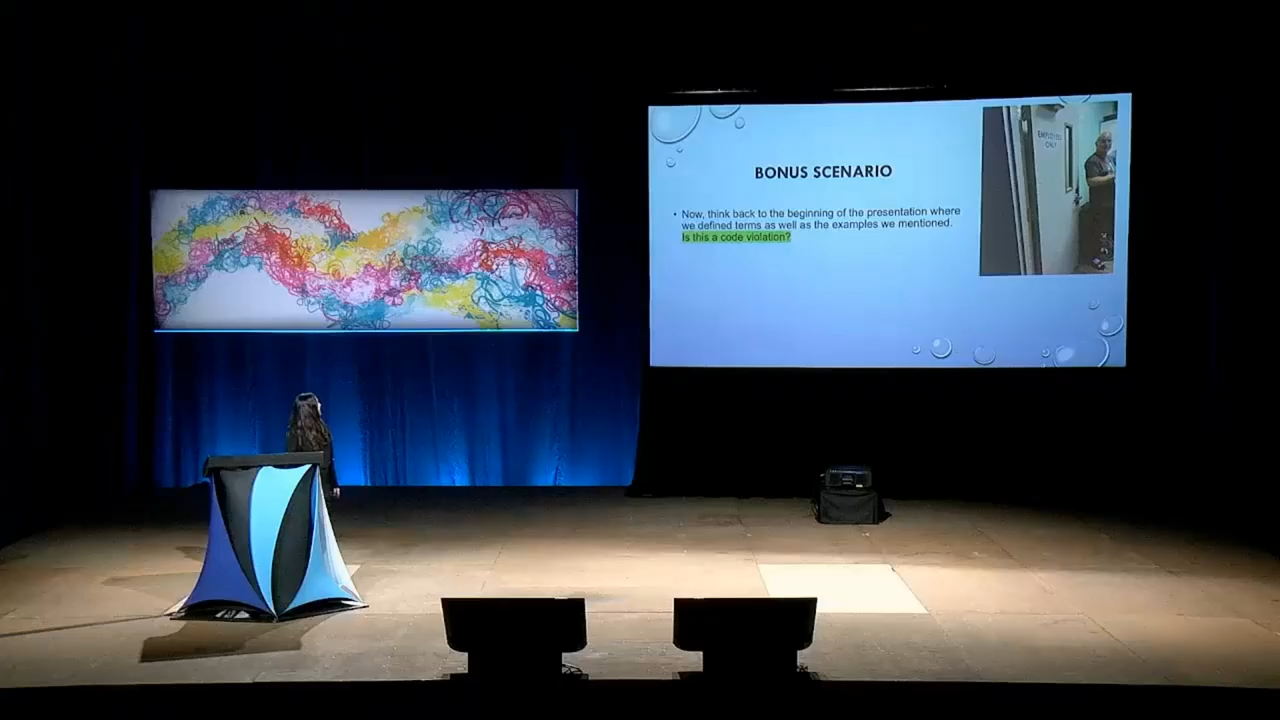 BONUS SCENARIO
• Now, think back to the beginning of the presentation where
we defined terms as well as the examples we mentioned.
Is this a code violation?
EMPLOYEES
ONLY